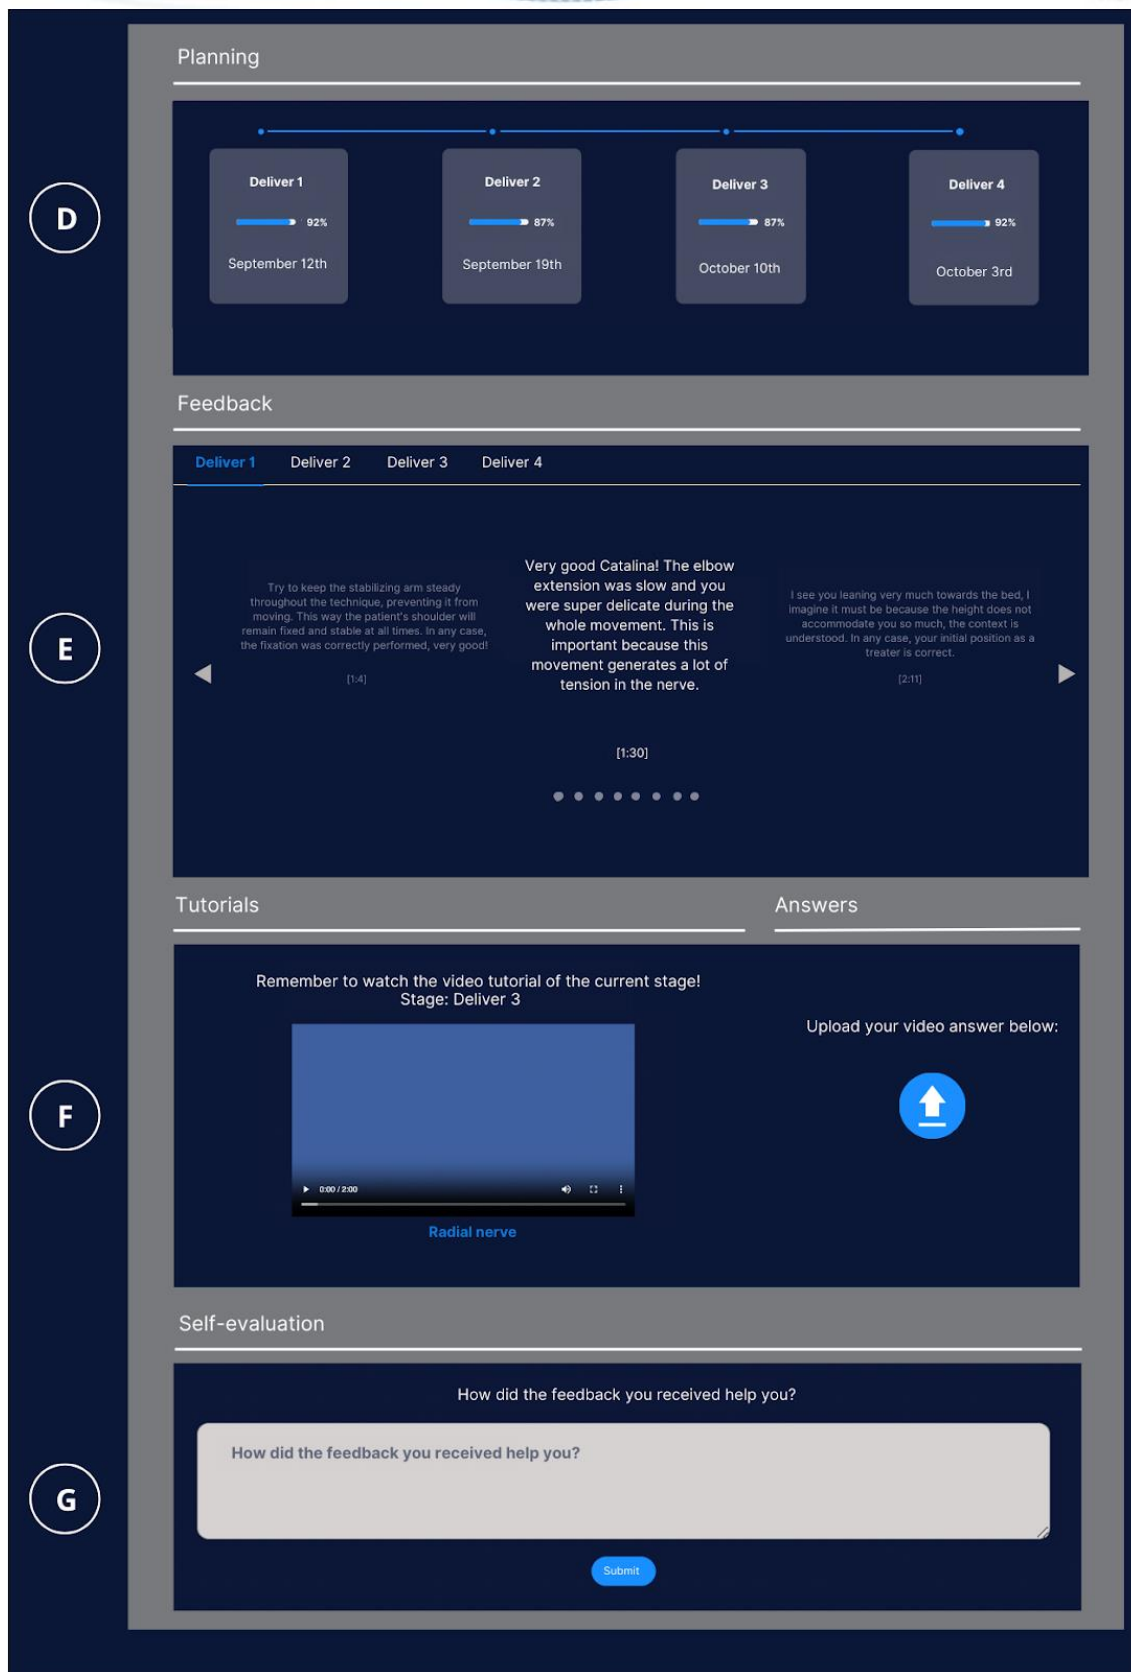 Planning
D
Deliver 1
92%
September 12th
Deliver 2
87%
September 19th
Deliver 3
87%
October 10th
Deliver 4
92%
October 3rd
Feedback
Deliver 1 Deliver 2 Deliver 3 Deliver 4
E
Try to keep the stabilizing arm steady
throughout the technique, preventing it from
moving. This way the patient's shoulder will
remain fixed and stable at all times. In any case,
the fixation was correctly performed, very good!
[1:4]
Very good Catalina! The elbow
extension was slow and you
were super delicate during the
whole movement. This is
important because this
movement generates a lot of
tension in the nerve.
[1:30]
I see you leaning very much towards the bed, I
imagine it must be because the height does not
accommodate you so much, the context is
understood. In any case, your initial position as a
treater is correct.
[2:11]
Tutorials
Answers
F
Remember to watch the video tutorial of the current stage!
Stage: Deliver 3
0:00 / 2:00
Radial nerve
Upload your video answer below:
Self-evaluation
G
How did the feedback you received help you?
How did the feedback you received help you?
Submit